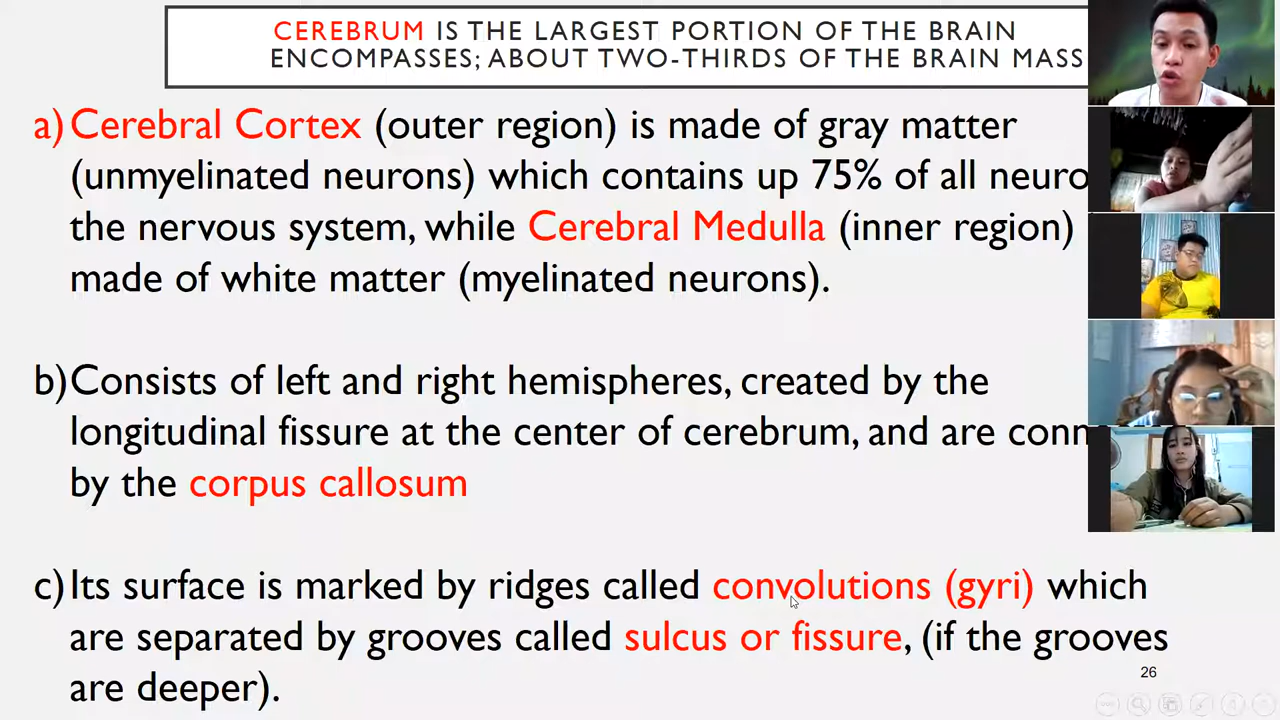 CEREBRUM IS THE LARGEST PORTION OF THE BRAIN
ENCOMPASSES; ABOUT TWO-THIRDS OF THE BRAIN MASS
a) Cerebral Cortex (outer region) is made of gray matter
(unmyelinated neurons) which contains up 75% of all
the nervous system, while Cerebral Medulla (inner region)
made of white matter (myelinated neurons).
b) Consists of left and right hemispheres, created by the
longitudinal fissure at the center of cerebrum, and are
by the corpus callosum
c) Its surface is marked by ridges called convolutions (gyri) which
are separated by grooves called sulcus or fissure, (if the grooves
are deeper).
26